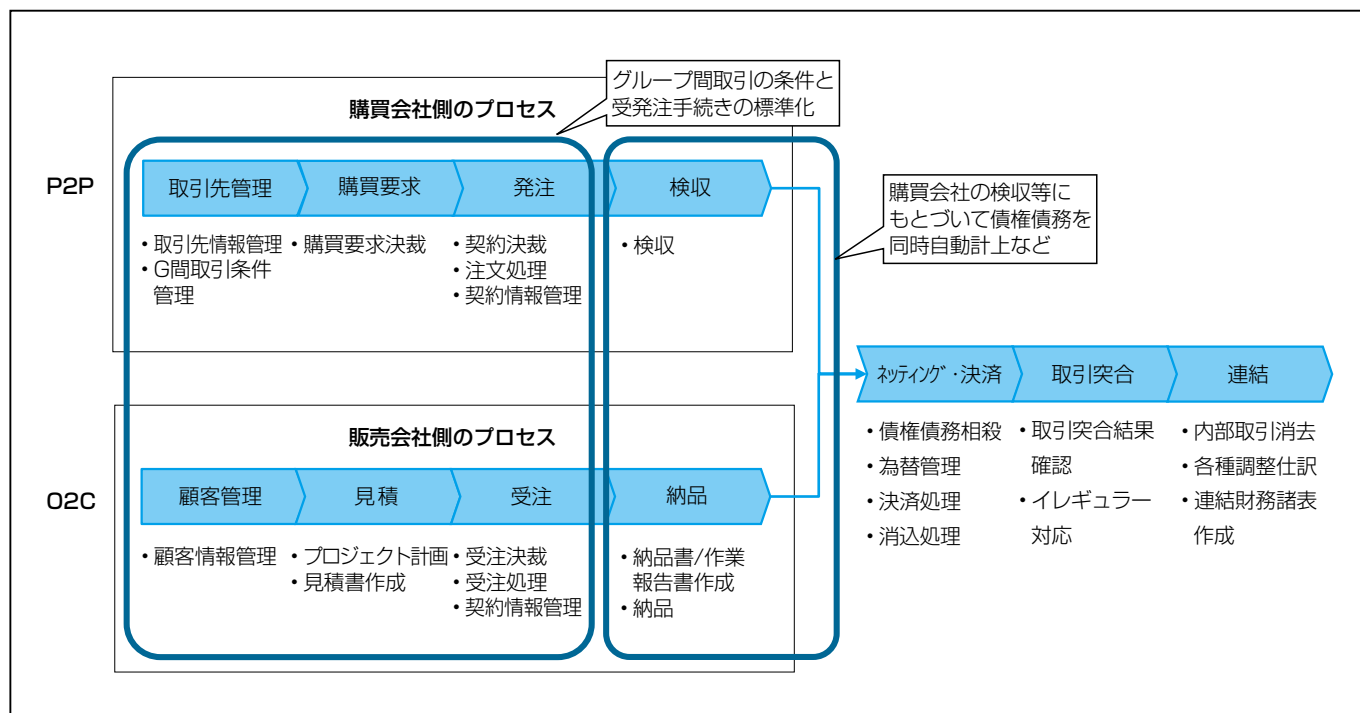 グループ間取引の条件と
受発注手続きの標準化
購買会社側のプロセス
P2P
取引先管理
購買要求
発注
検収
・取引先情報管理
・G間取引条件
管理
・購買要求決裁
・契約決裁
・注文処理
・契約情報管理
・検収
購買会社の検収等に
もとづいて債権債務を
同時自動計上など
ネッティング・決済
取引突合
連結
・債権債務相殺
・為替管理
・決済処理
・消込処理
・取引突合結果
確認
・イレギュラー
対応
・内部取引消去
・各種調整仕訳
・連結財務諸表
作成
販売会社側のプロセス
O2C
顧客管理
見積
受注
納品
・顧客情報管理
・プロジェクト計画
・見積書作成
・受注決裁
・受注処理
・契約情報管理
・納品書/作業
報告書作成
・納品